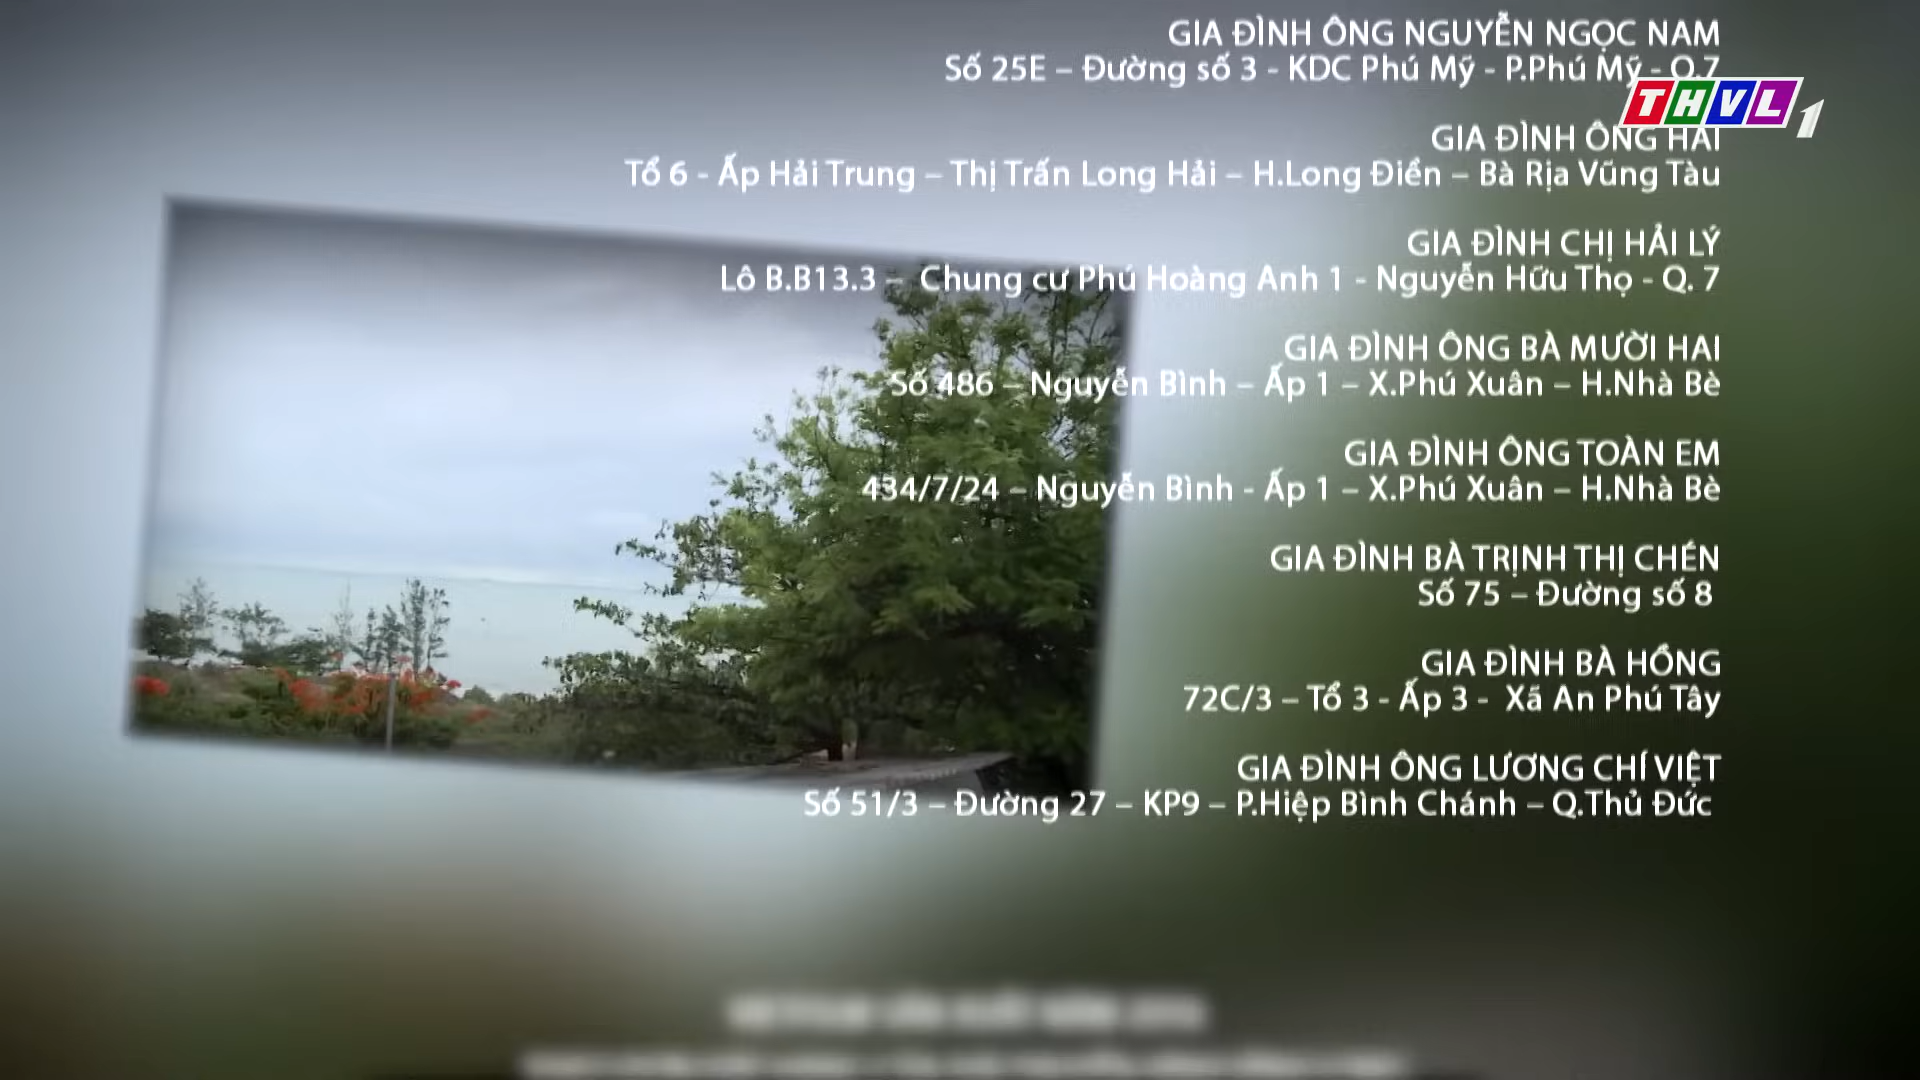 GIA ĐÌNH ÔNG NGUYỄN NGỌC NAM
Số 25E – Đường số 3 - KDC Phú Mỹ - P.Phú Mỹ - Q.7
THVL 1
GIA ĐÌNH ÔNG HAI
Tổ 6 - Ấp Hải Trung – Thị Trấn Long Hải – H.Long Điền – Bà Rịa Vũng Tàu
GIA ĐÌNH CHỊ HẢI LÝ
Lô B.B13.3 – Chung cư Phú Hoàng Anh 1 - Nguyễn Hữu Thọ - Q. 7
GIA ĐÌNH ÔNG BÀ MƯỜI HAI
Số 486 – Nguyễn Bình – Ấp 1 – X.Phú Xuân – H.Nhà Bè
GIA ĐÌNH ÔNG TOÀN EM
434/7/24 – Nguyễn Bình - Ấp 1 – X.Phú Xuân – H.Nhà Bè
GIA ĐÌNH BÀ TRỊNH THỊ CHÉN
Số 75 – Đường số 8
GIA ĐÌNH BÀ HỒNG
72C/3 – Tổ 3 - Ấp 3 - Xã An Phú Tây
GIA ĐÌNH ÔNG LƯƠNG CHÍ VIỆT
Số 51/3 – Đường 27 – KP9 – P.Hiệp Bình Chánh – Q.Thủ Đức